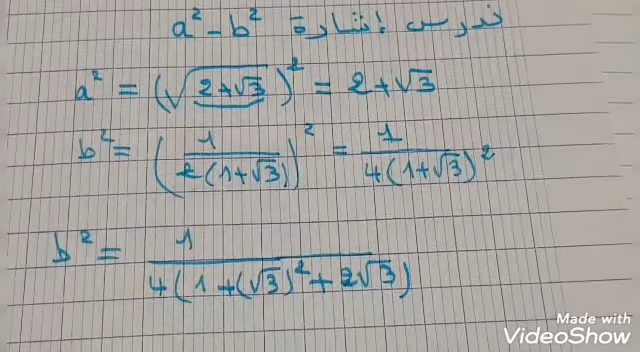 ندرس إشارة a² - b²
a² = (√(2+√3))² = 2+√3
b² = (1/(2(1+√3)))² = 1/(4(1+√3)²)
b² = 1/(4(1+(√3)²+2√3))
Made with
VideoShow